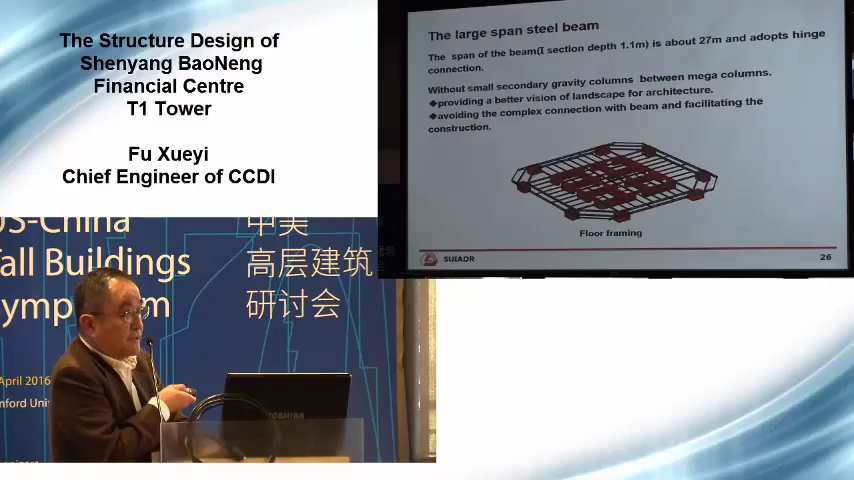 The Structure Design of
Shenyang BaoNeng
Financial Centre
T1 Tower
Fu Xueyi
Chief Engineer of CCDI
The large span steel beam
The span of the beam(I section depth 1.1m) is about 27m and adopts hinge
connection.
Without small secondary gravity columns between mega columns.
◆providing a better vision of landscape for architecture.
◆avoiding the complex connection with beam and facilitating the
construction.
Floor framing
SUIADR
26
US-China
Tall Buildings
Symposium
中美
高层建筑
研讨会
April 2016
TOSHIBA